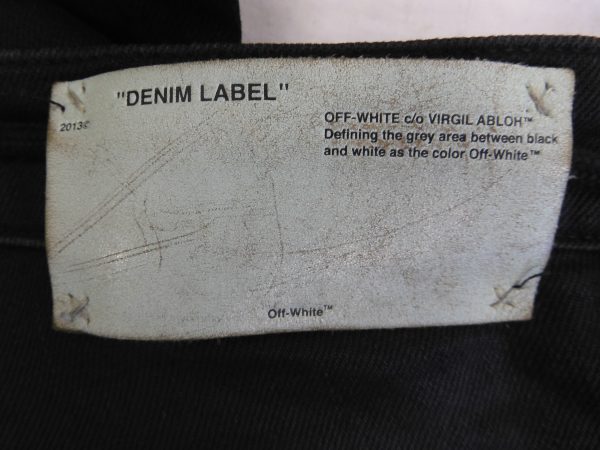 "DENIM LABEL"
2013©
OFF-WHITE c/o VIRGIL ABLOH™
Defining the grey area between black
and white as the color Off-White™
Off-White™